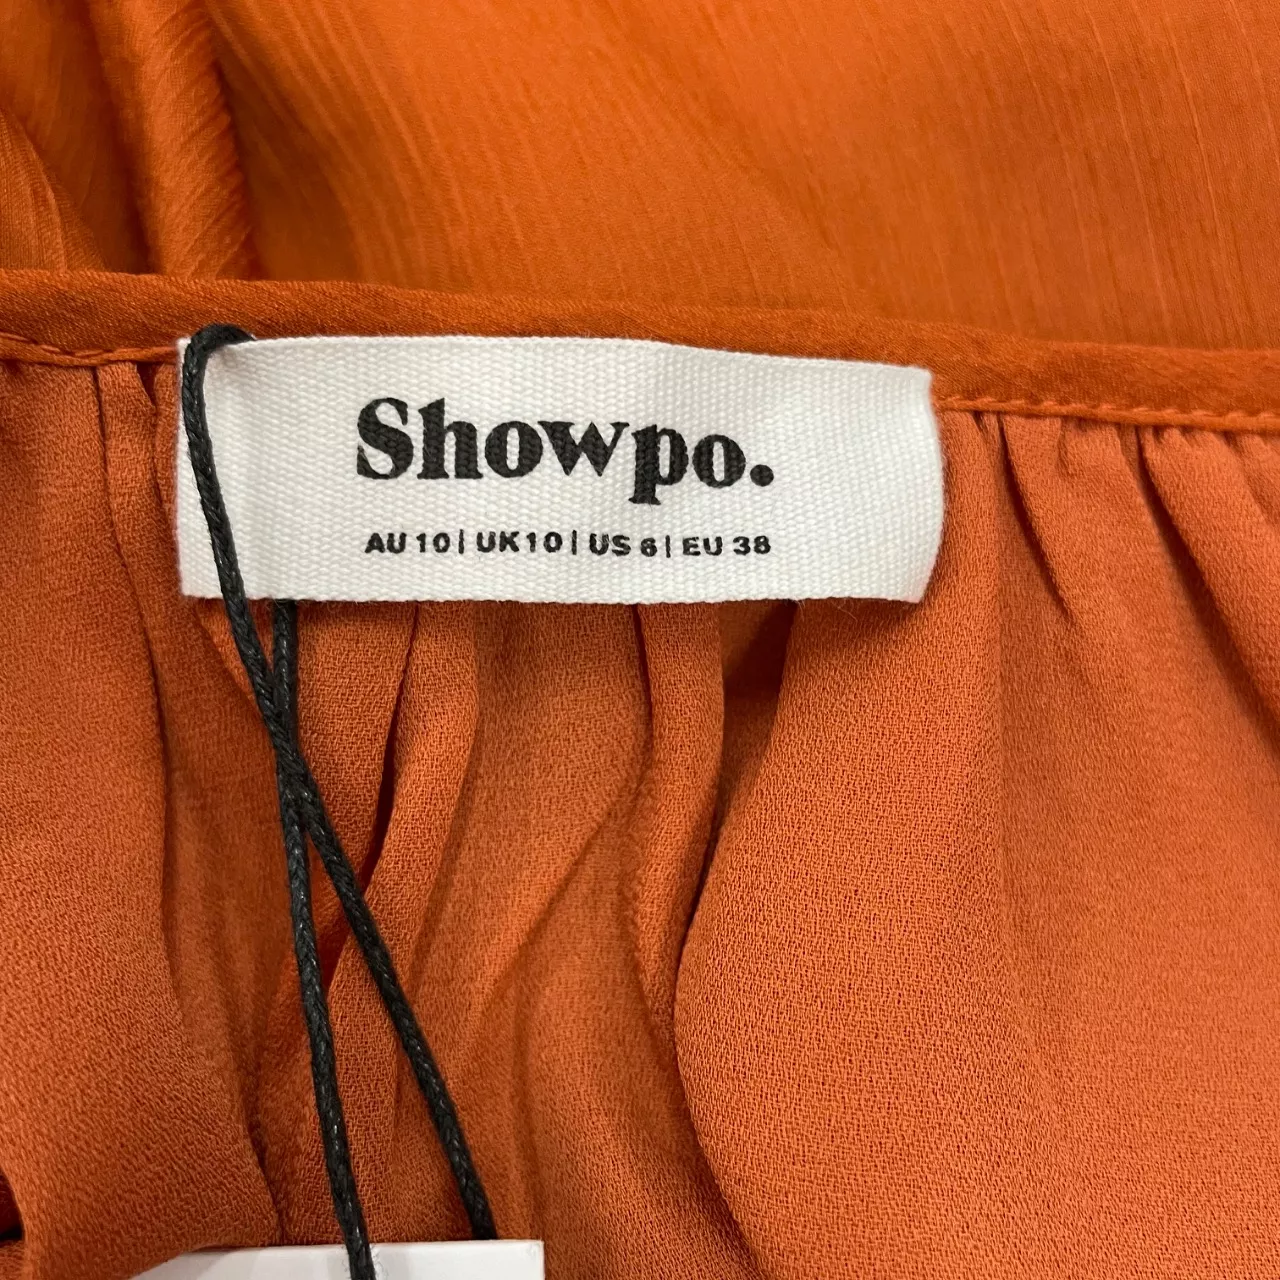 Showpo.
AU 10 | UK10 | US 6 | EU 38